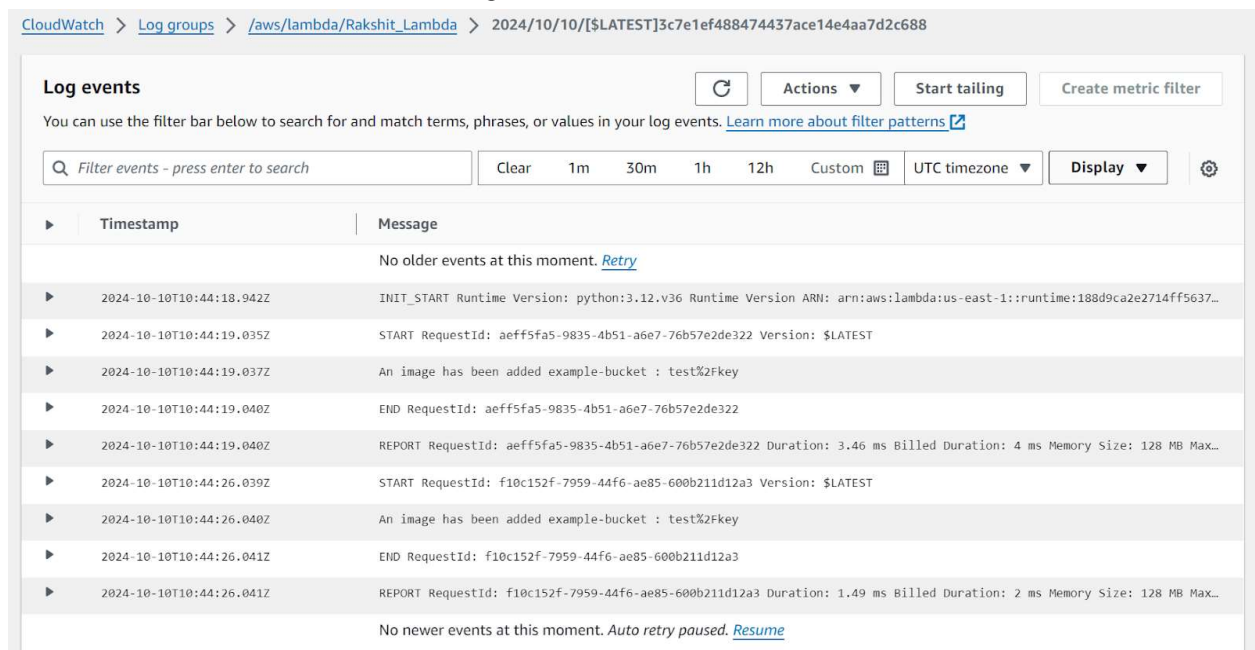 CloudWatch > Log groups > /aws/lambda/Rakshit_Lambda > 2024/10/10/[$LATEST]3c7e1ef488474437ace14e4aa7d2c688
Log events
Actions ▼ Start tailing Create metric filter
You can use the filter bar below to search for and match terms, phrases, or values in your log events. Learn more about filter patterns
Filter events - press enter to search Clear 1m 30m 1h 12h Custom UTC timezone ▼ Display ▼
Timestamp Message
No older events at this moment. Retry
2024-10-10T10:44:18.942Z INIT_START Runtime Version: python:3.12.v36 Runtime Version ARN: arn:aws:lambda:us-east-1::runtime:188d9ca2e2714ff5637…
2024-10-10T10:44:19.035Z START RequestId: aeff5fa5-9835-4b51-a6e7-76b57e2de322 Version: $LATEST
2024-10-10T10:44:19.037Z An image has been added example-bucket : test%2Fkey
2024-10-10T10:44:19.040Z END RequestId: aeff5fa5-9835-4b51-a6e7-76b57e2de322
2024-10-10T10:44:19.040Z REPORT RequestId: aeff5fa5-9835-4b51-a6e7-76b57e2de322 Duration: 3.46 ms Billed Duration: 4 ms Memory Size: 128 MB Max…
2024-10-10T10:44:26.039Z START RequestId: f10c152f-7959-44f6-ae85-600b211d12a3 Version: $LATEST
2024-10-10T10:44:26.040Z An image has been added example-bucket : test%2Fkey
2024-10-10T10:44:26.041Z END RequestId: f10c152f-7959-44f6-ae85-600b211d12a3
2024-10-10T10:44:26.041Z REPORT RequestId: f10c152f-7959-44f6-ae85-600b211d12a3 Duration: 1.49 ms Billed Duration: 2 ms Memory Size: 128 MB Max…
No newer events at this moment. Auto retry paused. Resume